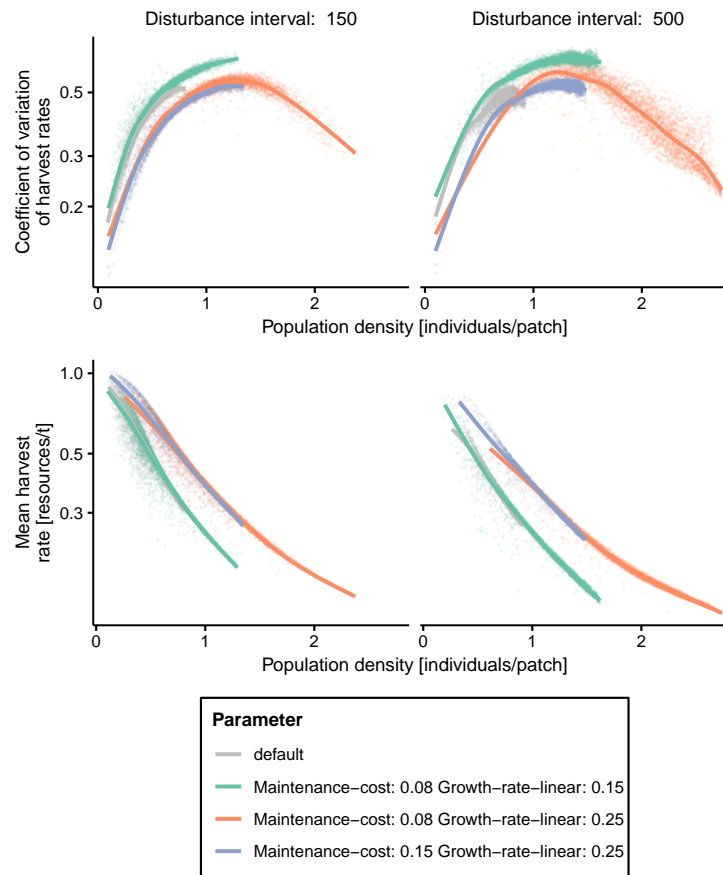 Disturbance interval: 150
Disturbance interval: 500
Coefficient of variation
of harvest rates
0.5
0.3
0.2
0
1
2
0
1
2
Population density [individuals/patch]
Mean harvest
rate [resources/t]
1.0
0.5
0.3
0
1
2
0
1
2
Population density [individuals/patch]
Parameter
default
Maintenance−cost: 0.08 Growth−rate−linear: 0.15
Maintenance−cost: 0.08 Growth−rate−linear: 0.25
Maintenance−cost: 0.15 Growth−rate−linear: 0.25